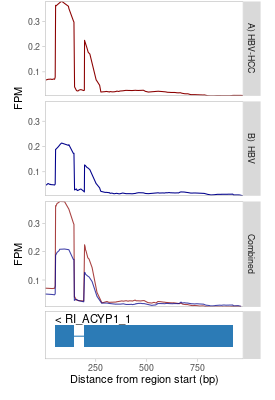 0.3
0.2
0.1
A) HBV-HCC
FPM
0.3
0.2
0.1
B) HBV
0.3
0.2
0.1
FPM
Combined
< RI_ACYP1_1
250 500 750
Distance from region start (bp)